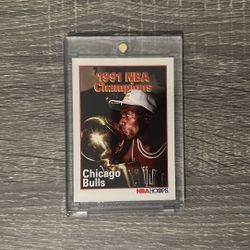 1991 NBA
Champions
Chicago
Bulls
NBA HOOPS